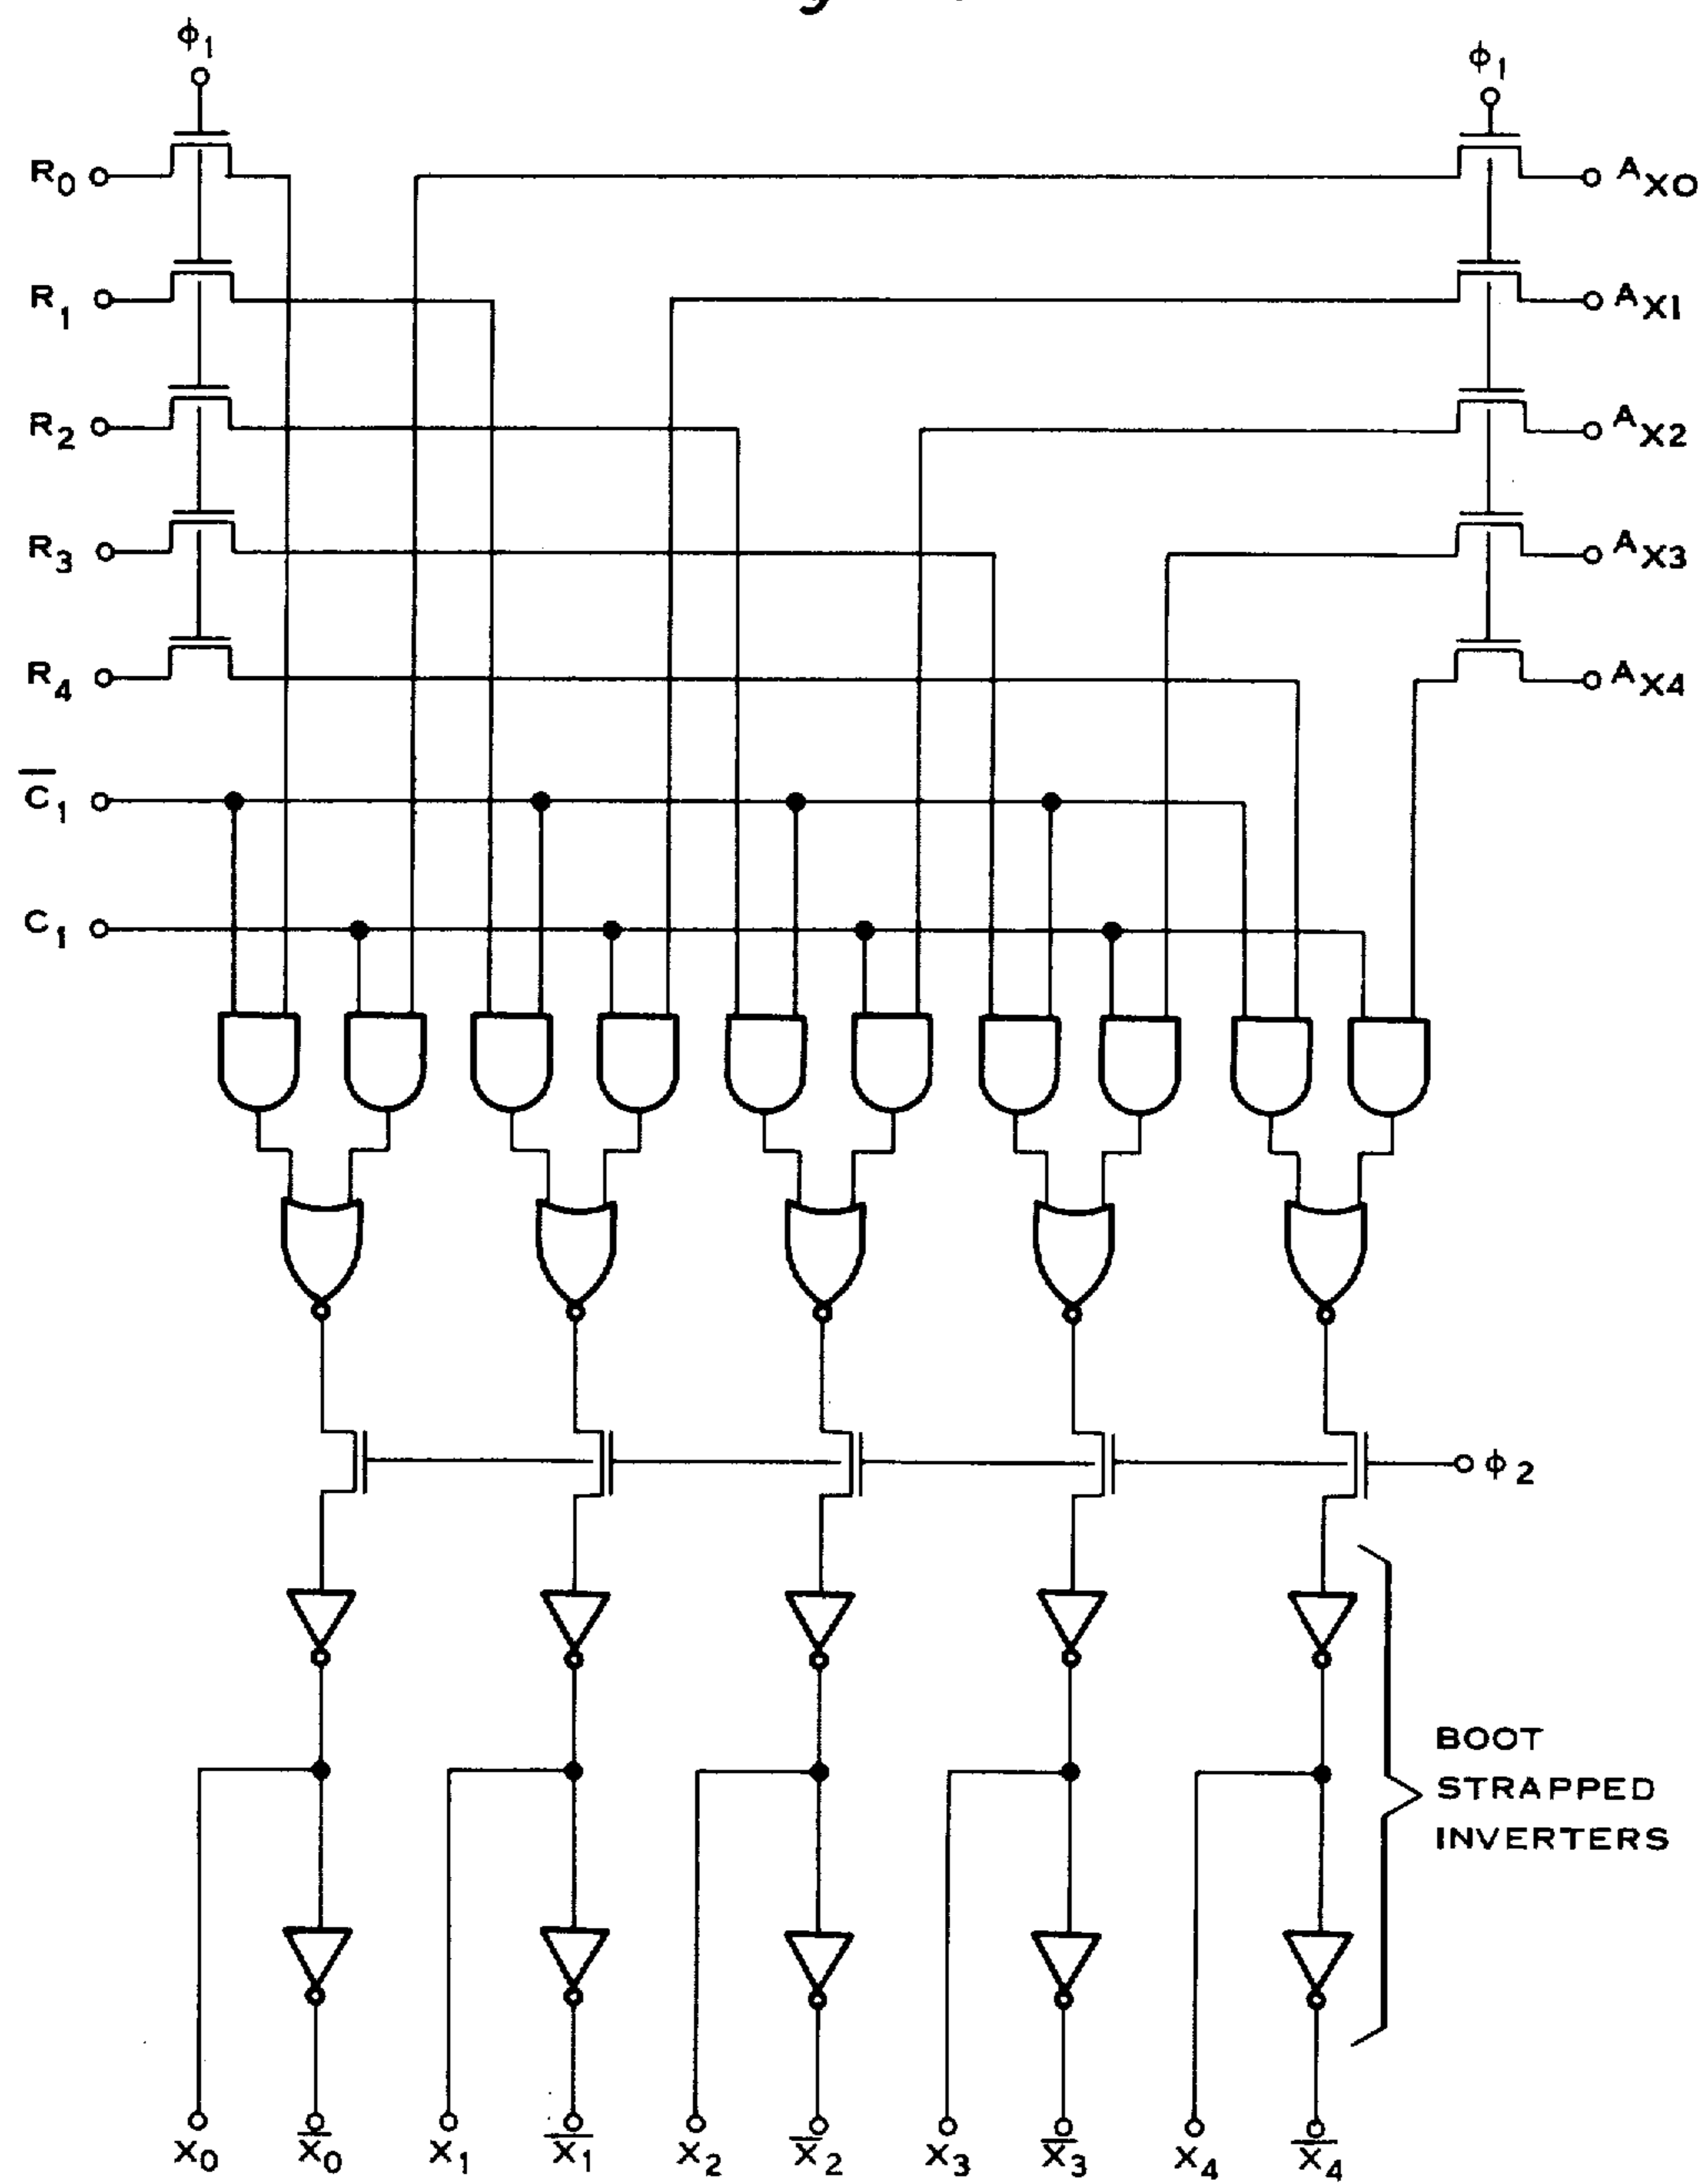 ϕ1 ϕ1
R0 AX0
R1 AX1
R2 AX2
R3 AX3
R4 AX4
C̅1
C1
ϕ2
BOOT
STRAPPED
INVERTERS
X0 X̅0 X1 X̅1 X2 X̅2 X3 X̅3 X4 X̅4